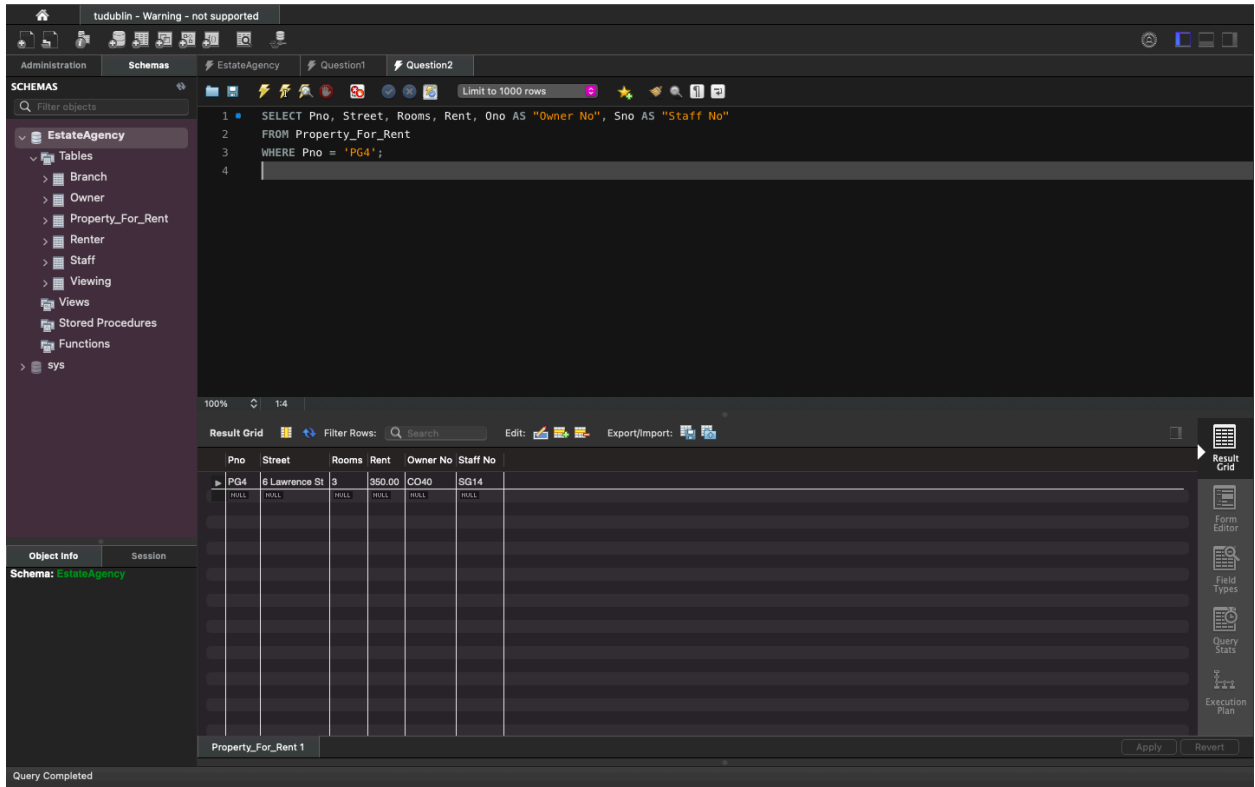 tudublin - Warning - not supported
Administration
Schemas
EstateAgency
Question1
Question2
SCHEMAS
Filter objects
Limit to 1000 rows
EstateAgency
Tables
Branch
Owner
Property_For_Rent
Renter
Staff
Viewing
Views
Stored Procedures
Functions
sys
1 SELECT Pno, Street, Rooms, Rent, Ono AS "Owner No", Sno AS "Staff No"
2 FROM Property_For_Rent
3 WHERE Pno = 'PG4';
4
100% 1:4
Result Grid Filter Rows: Search Edit: Export/Import:
Pno Street Rooms Rent Owner No Staff No
PG4 6 Lawrence St 3 350.00 CO40 SG14
NULL NULL NULL NULL NULL NULL
Result
Grid
Form
Editor
Field
Types
Query
Stats
Execution
Plan
Object Info Session
Schema: EstateAgency
Property_For_Rent 1
Apply Revert
Query Completed